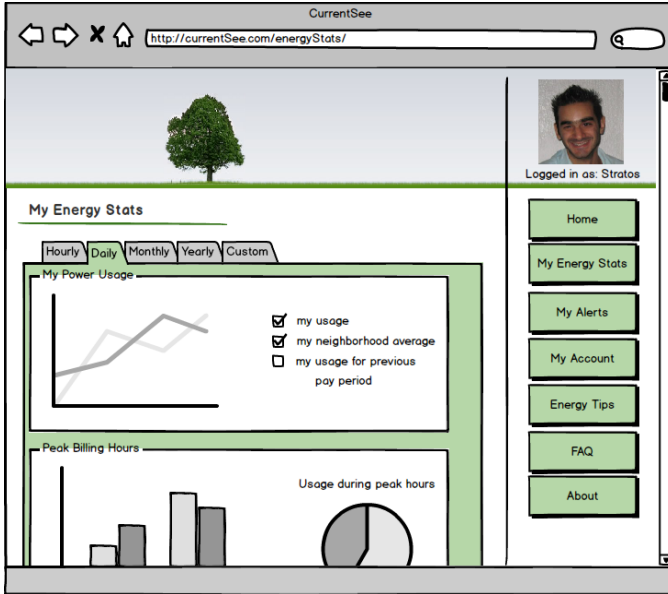 CurrentSee
http://currentSee.com/energyStats/
Logged in as: Stratos
My Energy Stats
Hourly Daily Monthly Yearly Custom
My Power Usage
my usage
my neighborhood average
my usage for previous
pay period
Peak Billing Hours
Usage during peak hours
Home
My Energy Stats
My Alerts
My Account
Energy Tips
FAQ
About